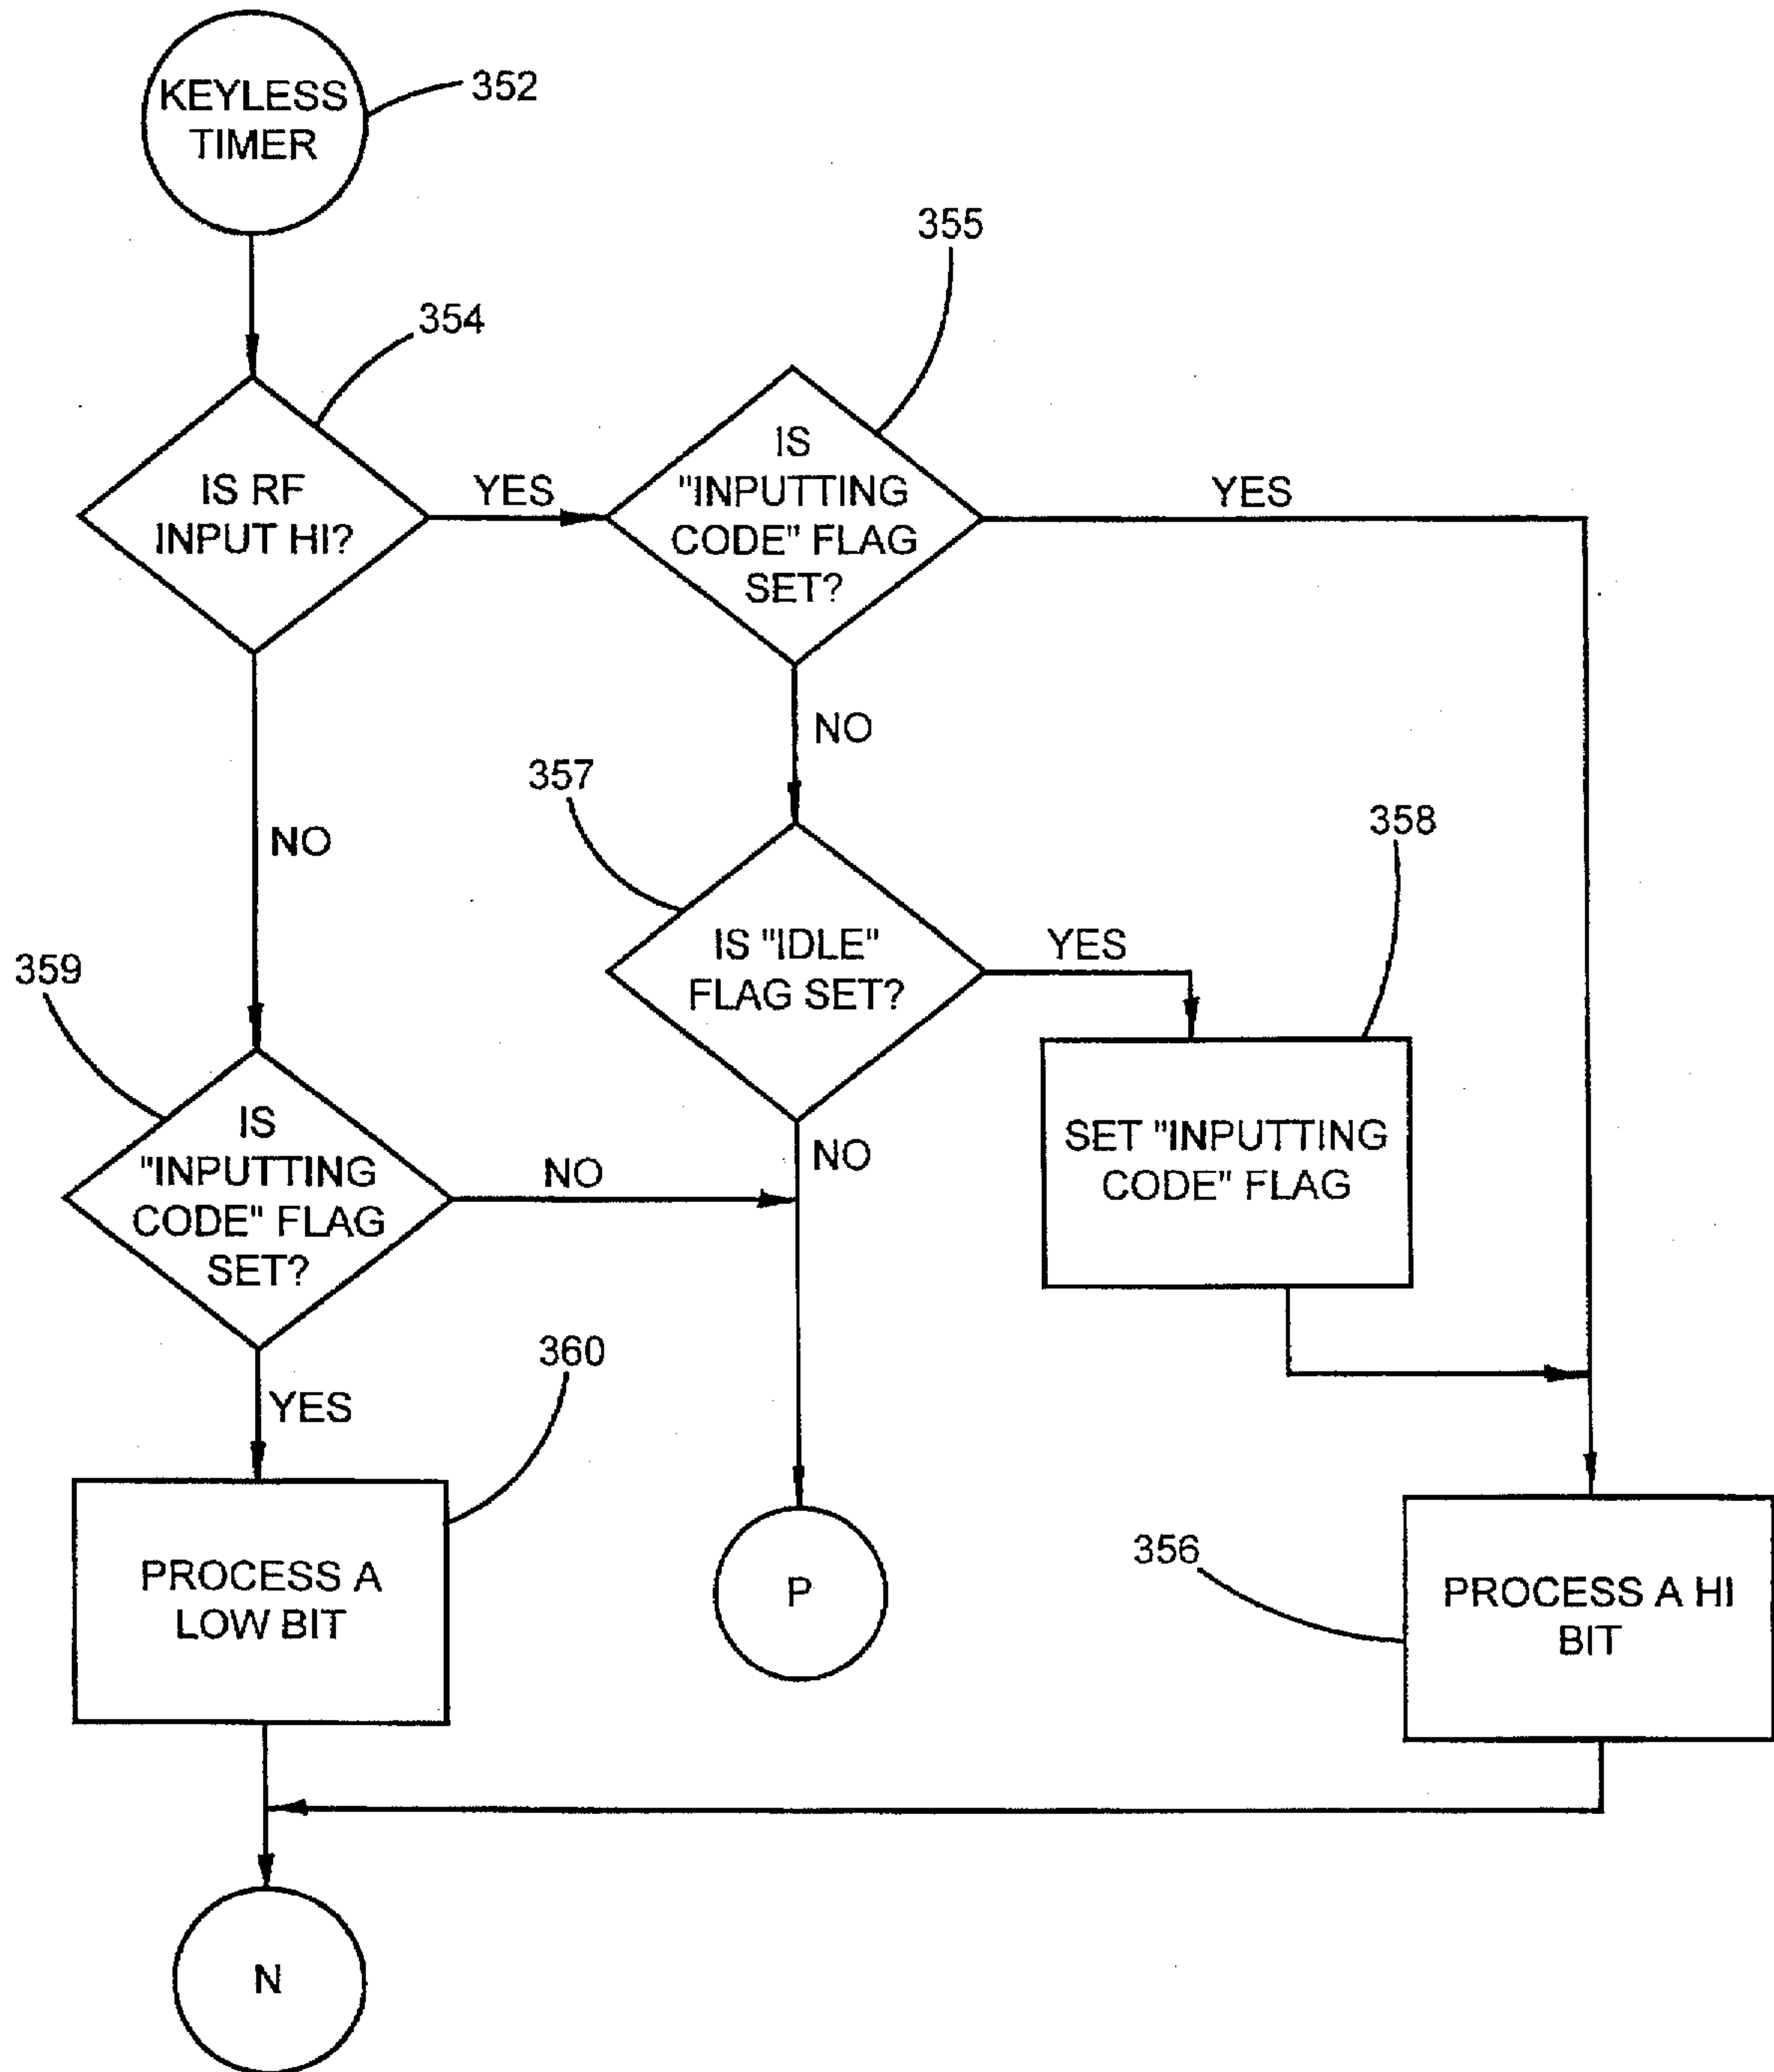 KEYLESS
TIMER
352
354
355
IS RF
INPUT HI?
YES
IS
"INPUTTING
CODE" FLAG
SET?
YES
NO
NO
357
358
IS "IDLE"
FLAG SET?
YES
359
SET "INPUTTING
CODE" FLAG
IS
"INPUTTING
CODE" FLAG
SET?
NO
NO
YES
360
PROCESS A
LOW BIT
P
356
PROCESS A HI
BIT
N